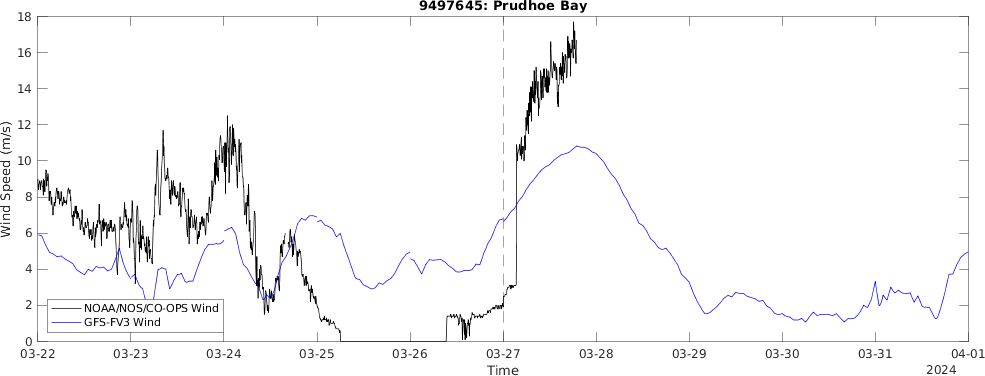 9497645: Prudhoe Bay
18
16
14
12
10
8
6
4
2
0
Wind Speed (m/s)
NOAA/NOS/CO-OPS Wind
GFS-FV3 Wind
03-22 03-23 03-24 03-25 03-26 03-27 03-28 03-29 03-30 03-31 04-01
Time
2024